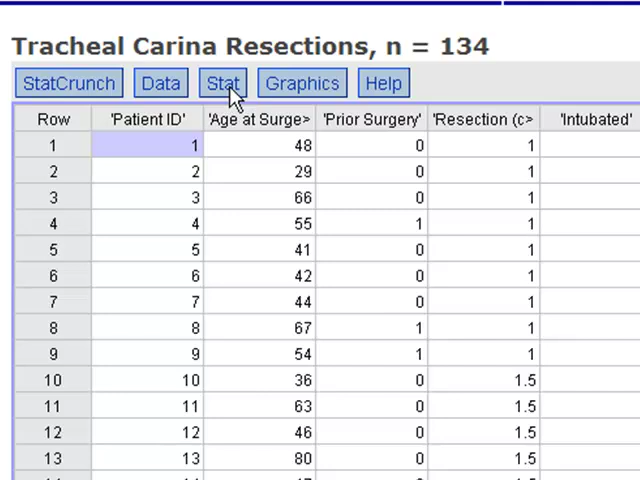 Tracheal Carina Resections, n = 134
StatCrunch Data Stat Graphics Help
Row 'Patient ID' 'Age at Surge> 'Prior Surgery' 'Resection (c> 'Intubated'
1 1 48 0 1
2 2 29 0 1
3 3 66 0 1
4 4 55 1 1
5 5 41 0 1
6 6 42 0 1
7 7 44 0 1
8 8 67 1 1
9 9 54 1 1
10 10 36 0 1.5
11 11 63 0 1.5
12 12 46 0 1.5
13 13 80 0 1.5